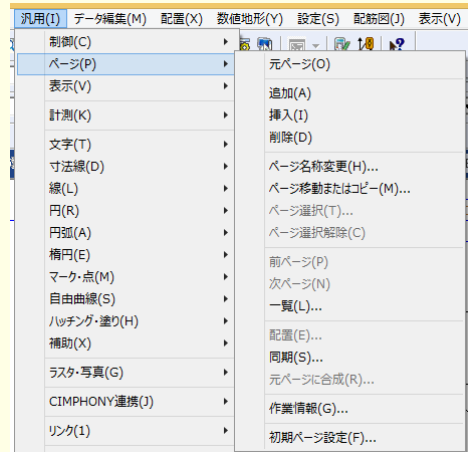 汎用(I) データ編集(M) 配置(X) 数値地形(Y) 設定(S) 配筋図(J) 表示(V)
制御(C)
ページ(P)
表示(V)
計測(K)
文字(T)
寸法線(D)
線(L)
円(R)
円弧(A)
楕円(E)
マーク・点(M)
自由曲線(S)
ハッチング・塗り(H)
補助(X)
ラスタ・写真(G)
CIMPHONY連携(J)
リンク(1)
元ページ(O)
追加(A)
挿入(I)
削除(D)
ページ名称変更(H)...
ページ移動またはコピー(M)...
ページ選択(T)...
ページ選択解除(C)
前ページ(P)
次ページ(N)
一覧(L)...
配置(E)...
同期(S)...
元ページに合成(R)...
作業情報(G)...
初期ページ設定(F)...